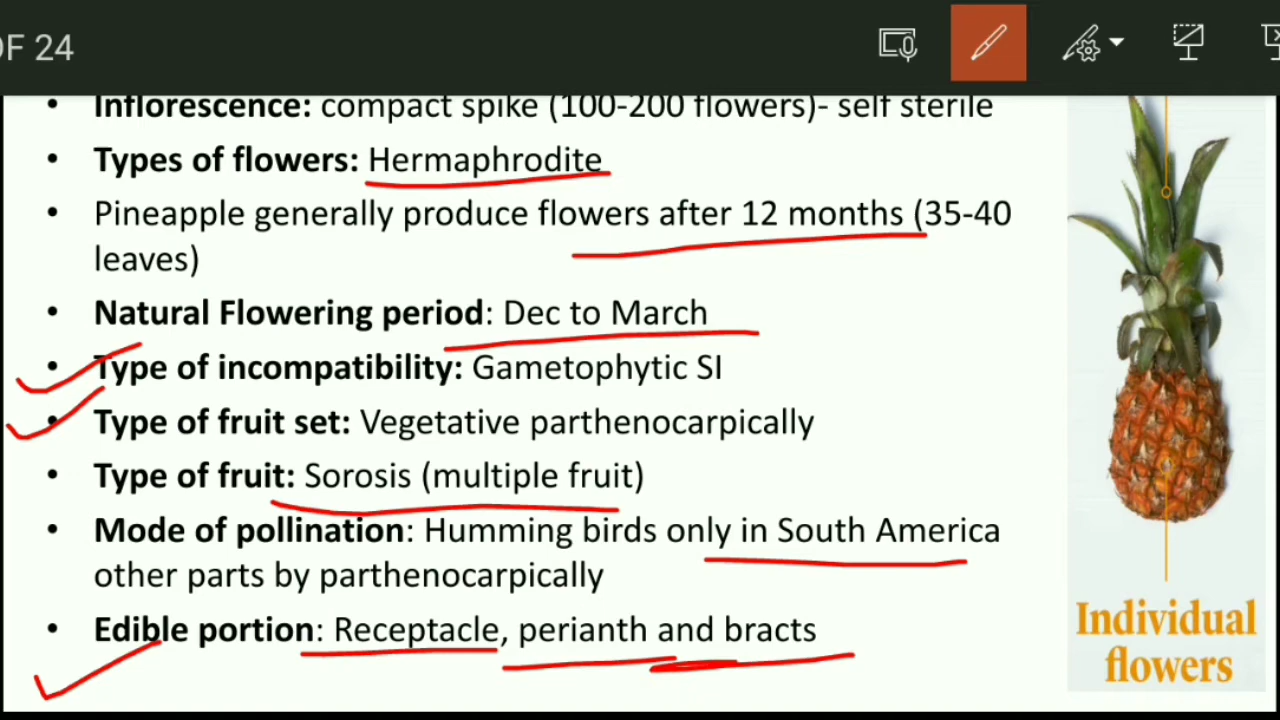 OF 24
• Inflorescence: compact spike (100-200 flowers)- self sterile
• Types of flowers: Hermaphrodite
• Pineapple generally produce flowers after 12 months (35-40
leaves)
• Natural Flowering period: Dec to March
• Type of incompatibility: Gametophytic SI
• Type of fruit set: Vegetative parthenocarpically
• Type of fruit: Sorosis (multiple fruit)
• Mode of pollination: Humming birds only in South America
other parts by parthenocarpically
• Edible portion: Receptacle, perianth and bracts
Individual
flowers